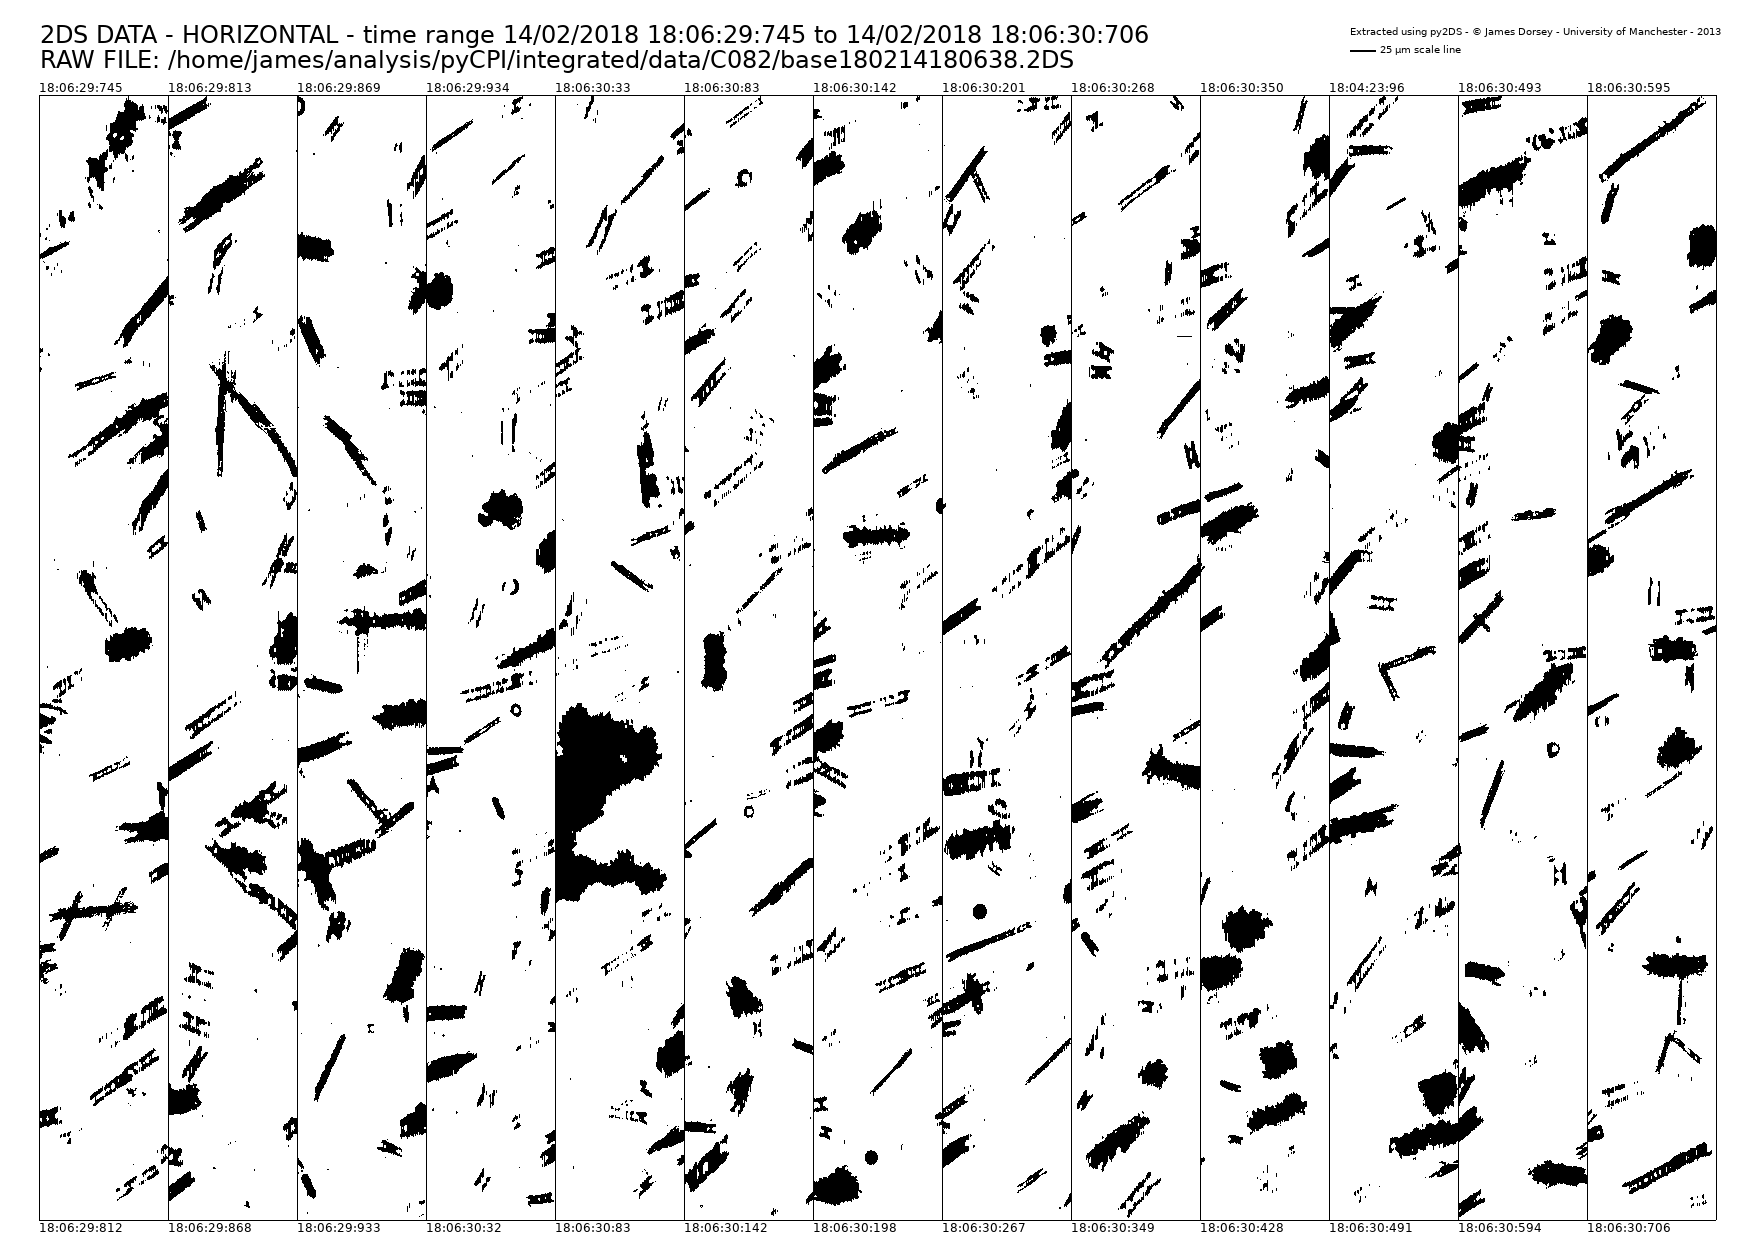 2DS DATA - HORIZONTAL - time range 14/02/2018 18:06:29:745 to 14/02/2018 18:06:30:706
RAW FILE: /home/james/analysis/pyCPI/integrated/data/C082/base180214180638.2DS
Extracted using py2DS - © James Dorsey - University of Manchester - 2013
25 μm scale line
18:06:29:745 18:06:29:813 18:06:29:869 18:06:29:934 18:06:30:33 18:06:30:83 18:06:30:142 18:06:30:201 18:06:30:268 18:06:30:350 18:04:23:96 18:06:30:493 18:06:30:595
18:06:29:812 18:06:29:868 18:06:29:933 18:06:30:32 18:06:30:83 18:06:30:142 18:06:30:198 18:06:30:267 18:06:30:349 18:06:30:428 18:06:30:491 18:06:30:594 18:06:30:706